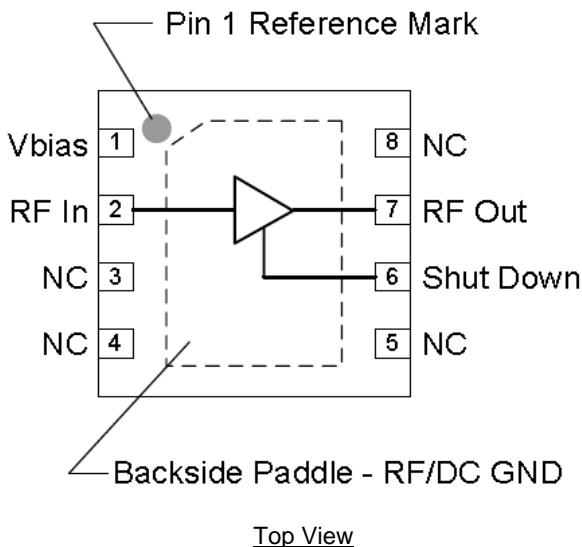 Pin 1 Reference Mark
Vbias 1
8 NC
RF In 2
7 RF Out
NC 3
6 Shut Down
NC 4
5 NC
Backside Paddle - RF/DC GND
Top View